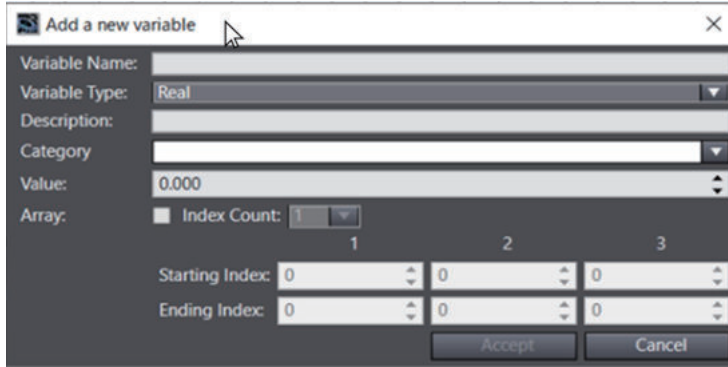 Add a new variable
Variable Name:
Variable Type: Real
Description:
Category
Value: 0.000
Array: Index Count: 1
1 2 3
Starting Index: 0 0 0
Ending Index: 0 0 0
Accept Cancel